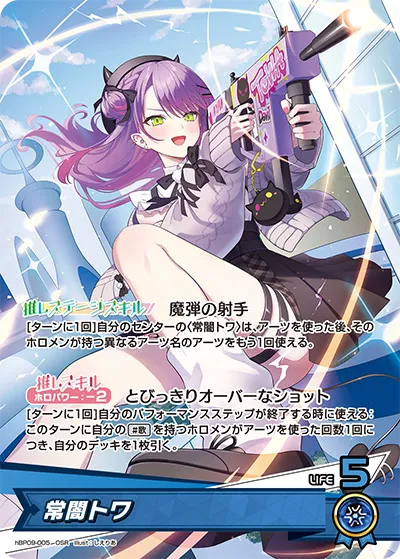 Towa
推しステージスキル 魔弾の射手
[ターンに1回]自分のセンターの〈常闇トワ〉は、アーツを使った後、その
ホロメンが持つ異なるアーツ名のアーツをもう1回使える。
推しスキル
ホロパワー:-2 とびっきりオーバーなショット
[ターンに1回]自分のパフォーマンスステップが終了する時に使える:
このターンに自分の#歌を持つホロメンがアーツを使った回数1回に
つき、自分のデッキを1枚引く。
LIFE 5
常闇トワ
hBP09-005 OSR illust:しえりあ